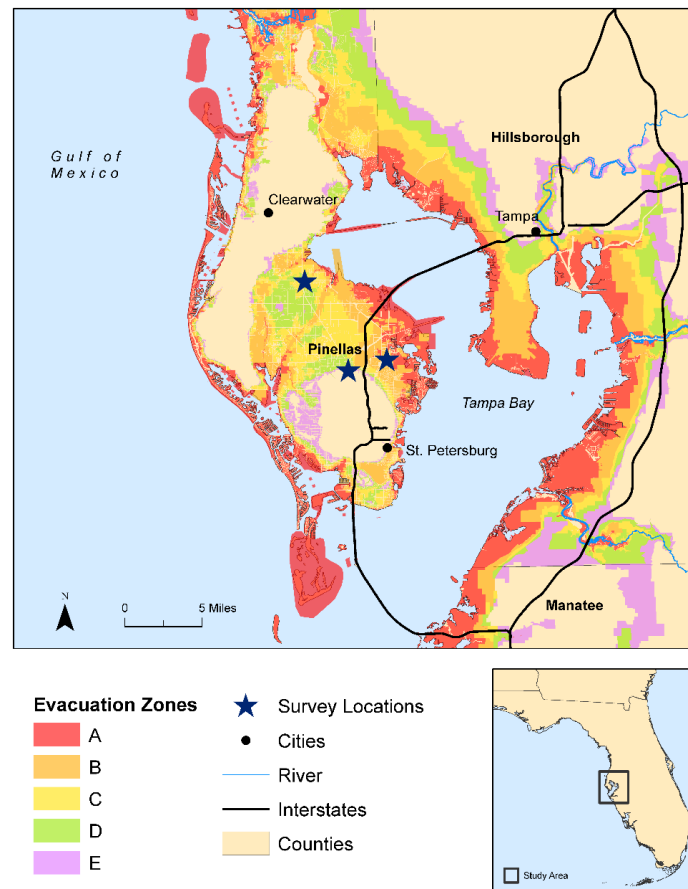 Gulf of
Mexico
Hillsborough
Clearwater
Tampa
Pinellas
Tampa Bay
St. Petersburg
N
0 5 Miles
Manatee
Evacuation Zones
A
B
C
D
E
Survey Locations
Cities
River
Interstates
Counties
Study Area